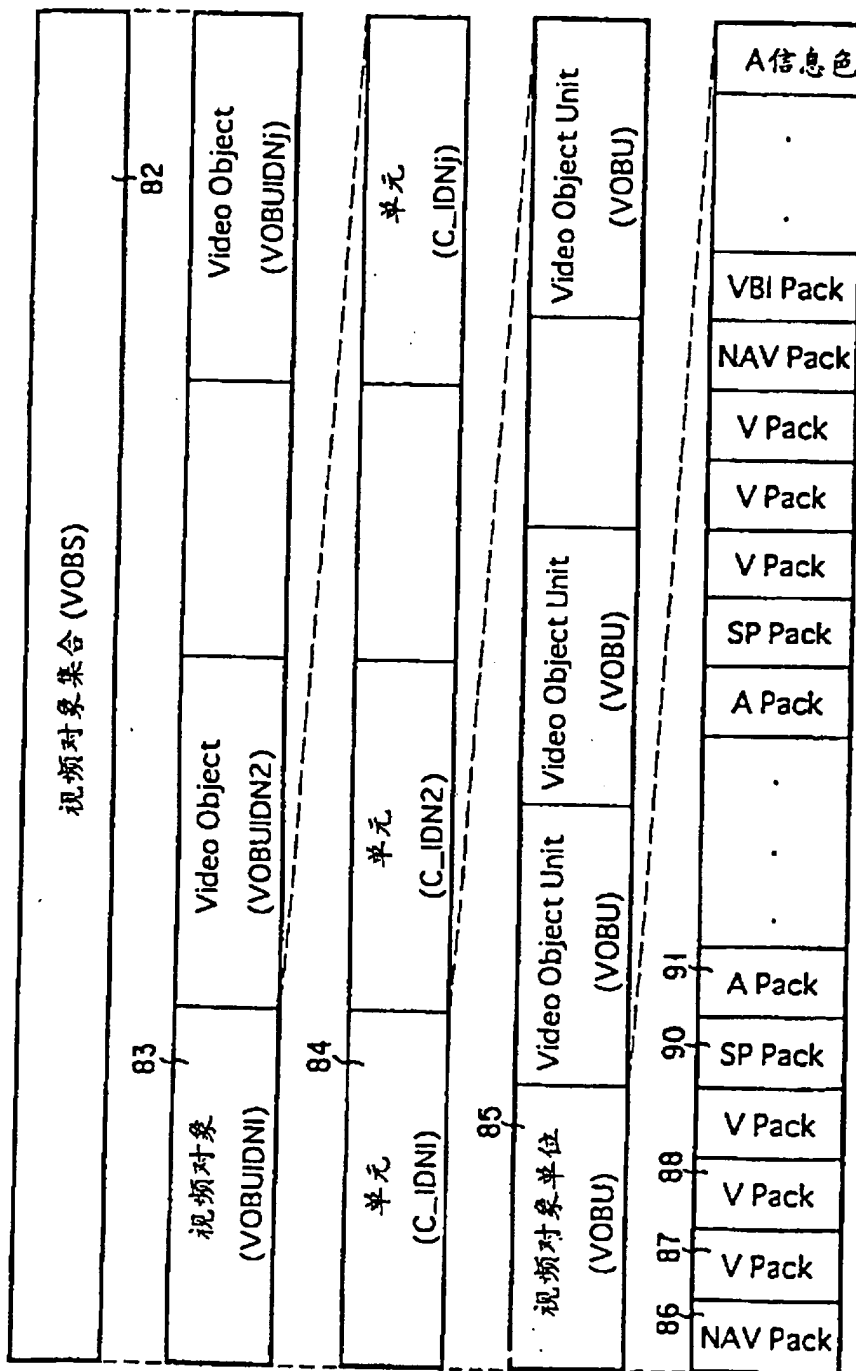 视频对象集合 (VOBS)
82
83
视频对象
(VOBUIDN1)
Video Object
(VOBUIDN2)
Video Object
(VOBUIDNj)
84
单元
(C_IDN1)
单元
(C_IDN2)
单元
(C_IDNj)
85
视频对象单位
(VOBU)
Video Object Unit
(VOBU)
Video Object Unit
(VOBU)
Video Object Unit
(VOBU)
86
87
88
90
91
NAV Pack
V Pack
V Pack
V Pack
SP Pack
A Pack
A Pack
SP Pack
V Pack
V Pack
V Pack
NAV Pack
VBI Pack
A信息色